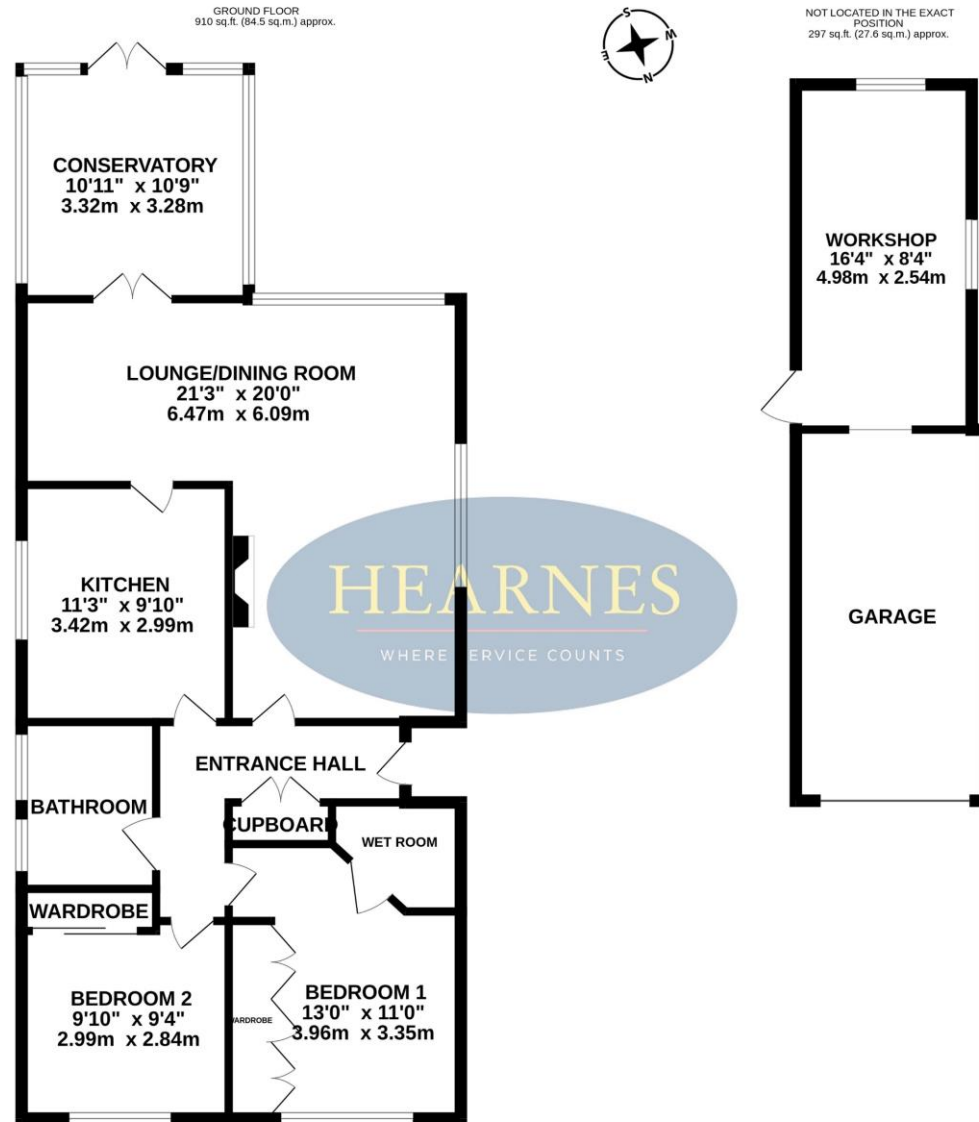 GROUND FLOOR
910 sq.ft. (84.5 sq.m.) approx.
S
W
E
N
NOT LOCATED IN THE EXACT
POSITION
297 sq.ft. (27.6 sq.m.) approx.
CONSERVATORY
10'11" x 10'9"
3.32m x 3.28m
WORKSHOP
16'4" x 8'4"
4.98m x 2.54m
LOUNGE/DINING ROOM
21'3" x 20'0"
6.47m x 6.09m
KITCHEN
11'3" x 9'10"
3.42m x 2.99m
HEARNES
WHERE SERVICE COUNTS
GARAGE
ENTRANCE HALL
BATHROOM
CUPBOARD
WET ROOM
WARDROBE
BEDROOM 2
9'10" x 9'4"
2.99m x 2.84m
WARDROBE
BEDROOM 1
13'0" x 11'0"
3.96m x 3.35m